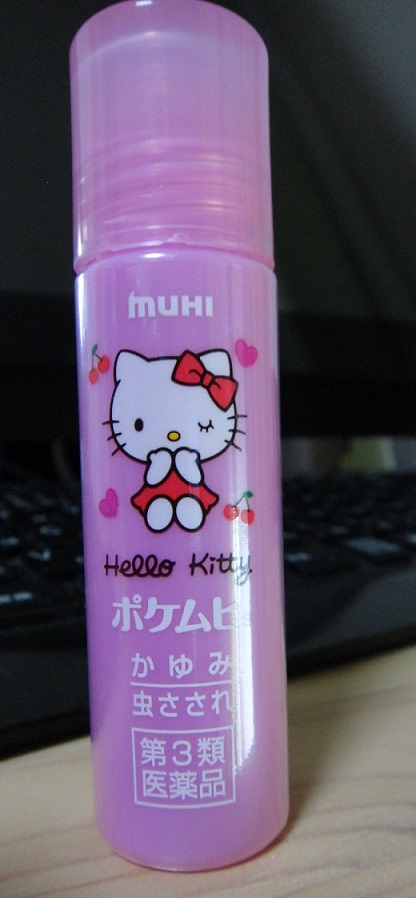 MUHI
Hello Kitty
ポケムヒs
かゆみ
虫さされ
第3類
医薬品